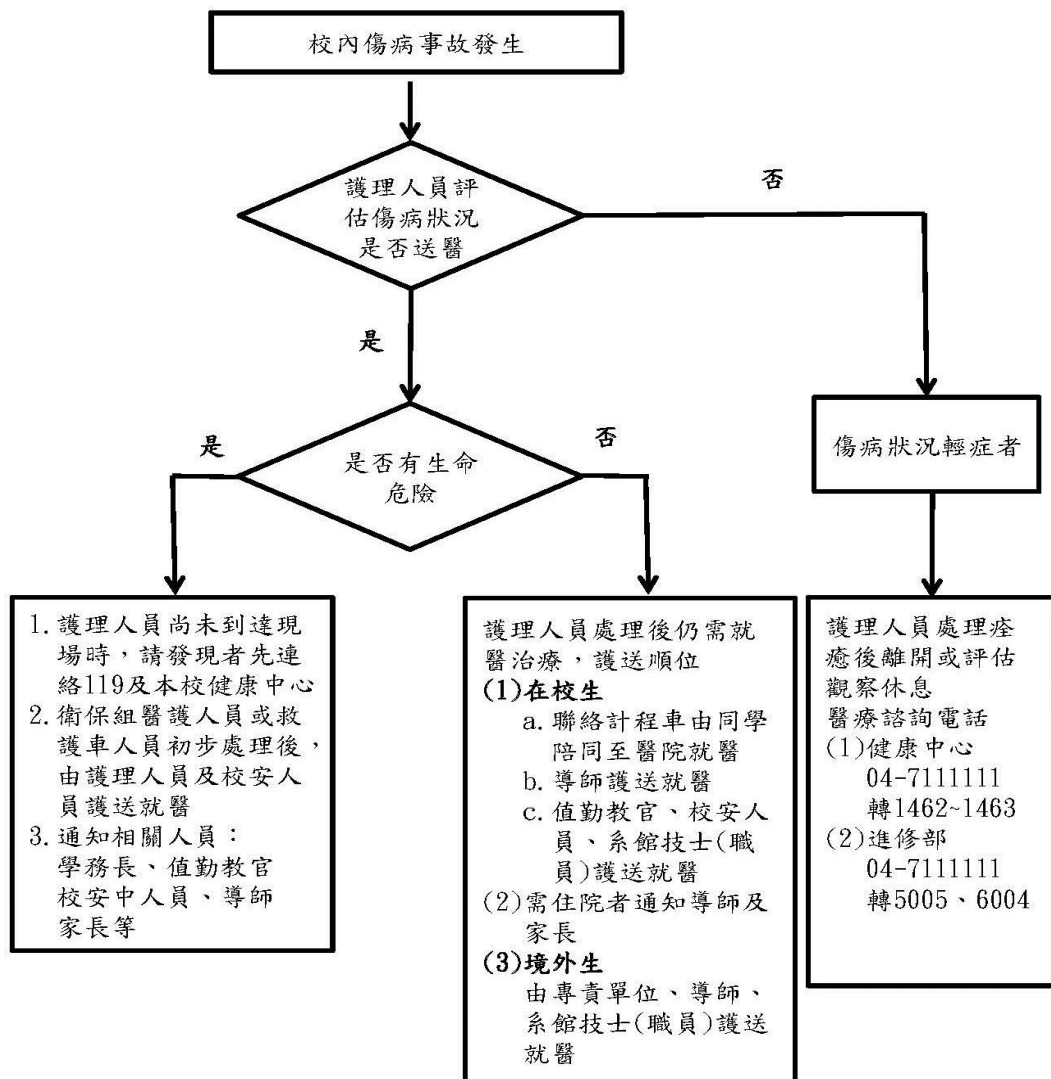 校內傷病事故發生
護理人員評
估傷病狀況
是否送醫
否
是
是否有生命
危險
是
否
傷病狀況輕症者
1. 護理人員尚未到達現
場時，請發現者先連
絡119及本校健康中心
2. 衛保組醫護人員或救
護車人員初步處理後，
由護理人員及校安人
員護送就醫
3. 通知相關人員：
學務長、值勤教官
校安中人員、導師
家長等
護理人員處理後仍需就
醫治療，護送順位
(1)在校生
a. 聯絡計程車由同學
陪同至醫院就醫
b. 導師護送就醫
c. 值勤教官、校安人
員、系館技士(職
員)護送就醫
(2)需住院者通知導師及
家長
(3)境外生
由專責單位、導師、
系館技士(職員)護送
就醫
護理人員處理痊
癒後離開或評估
觀察休息
醫療諮詢電話
(1)健康中心
04-7111111
轉1462~1463
(2)進修部
04-7111111
轉5005、6004